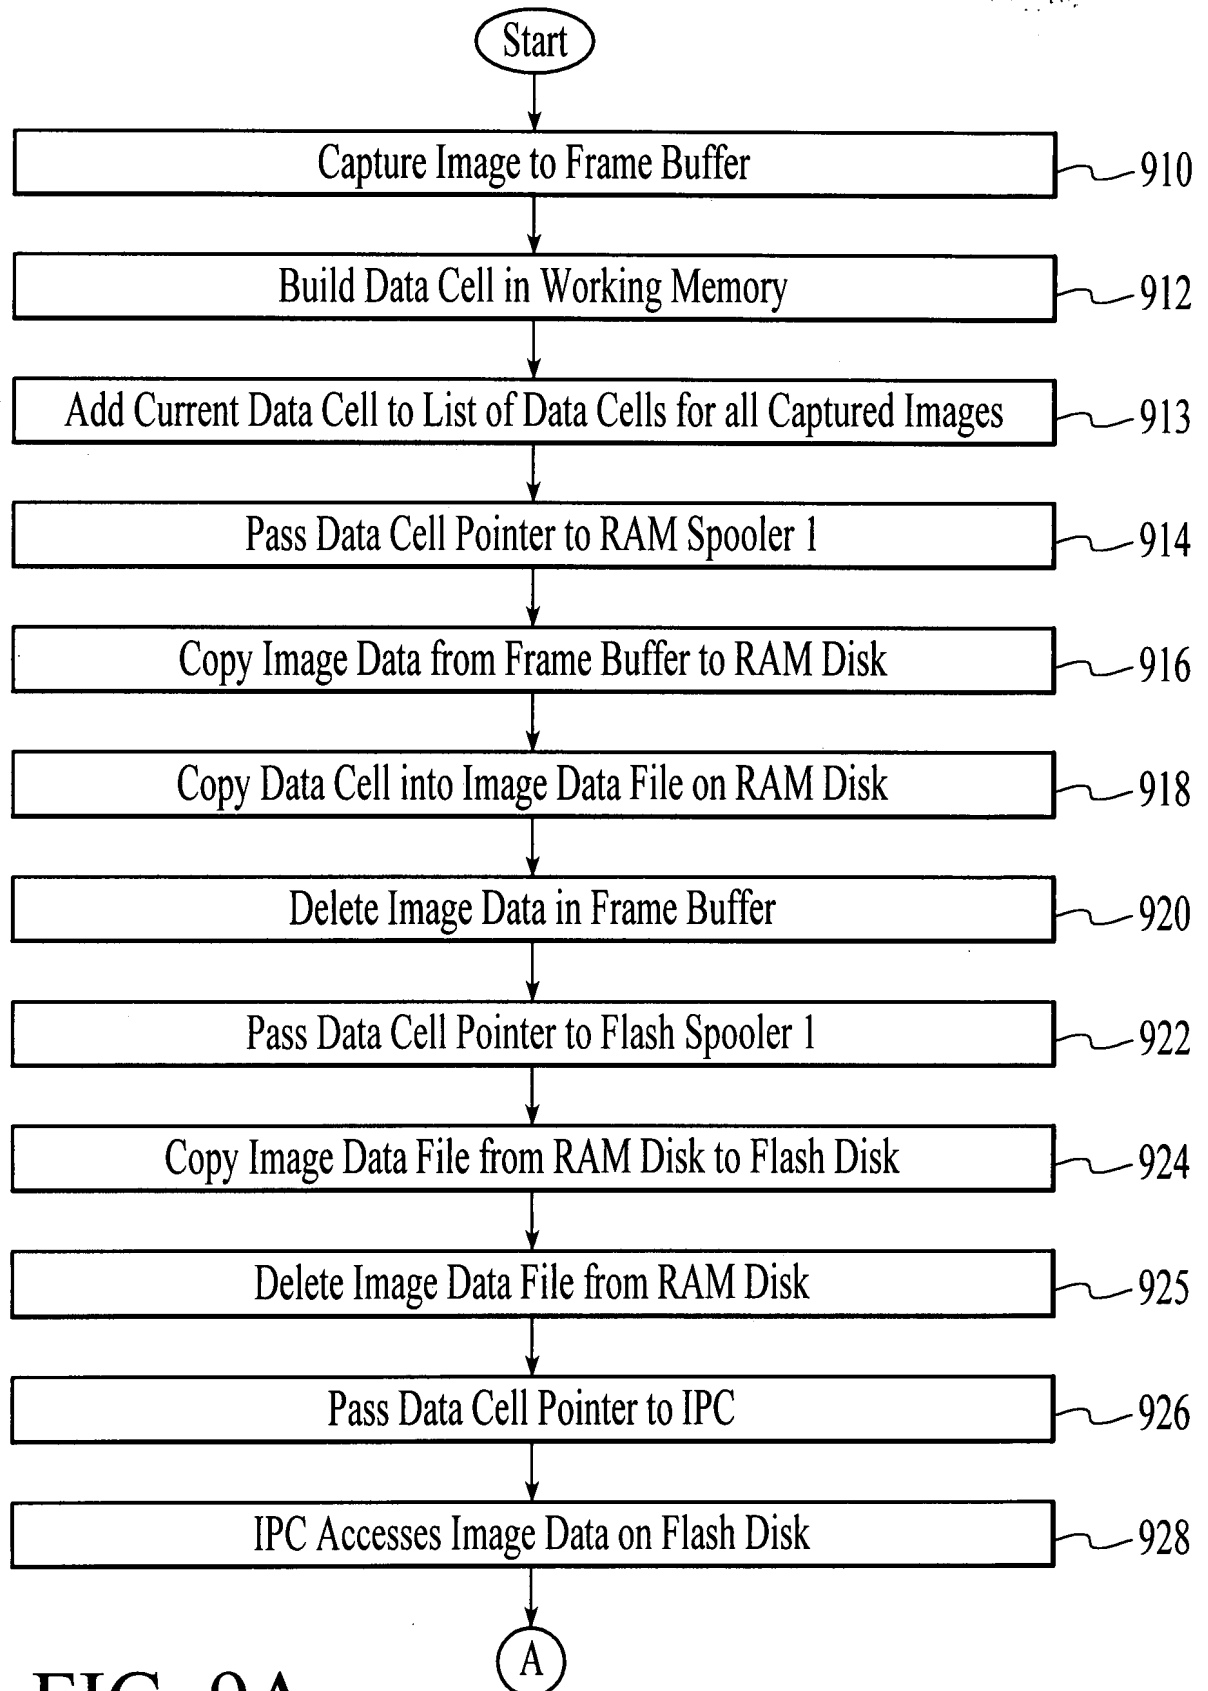 Start
Capture Image to Frame Buffer
910
Build Data Cell in Working Memory
912
Add Current Data Cell to List of Data Cells for all Captured Images
913
Pass Data Cell Pointer to RAM Spooler 1
914
Copy Image Data from Frame Buffer to RAM Disk
916
Copy Data Cell into Image Data File on RAM Disk
918
Delete Image Data in Frame Buffer
920
Pass Data Cell Pointer to Flash Spooler 1
922
Copy Image Data File from RAM Disk to Flash Disk
924
Delete Image Data File from RAM Disk
925
Pass Data Cell Pointer to IPC
926
IPC Accesses Image Data on Flash Disk
928
A
FIG. 9A